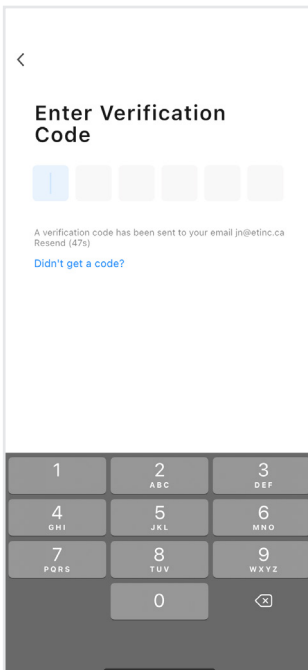 Enter Verification
Code
A verification code has been sent to your email jn@etinc.ca
Resend (47s)
Didn't get a code?
1
2
ABC
3
DEF
4
GHI
5
JKL
6
MNO
7
PQRS
8
TUV
9
WXYZ
0